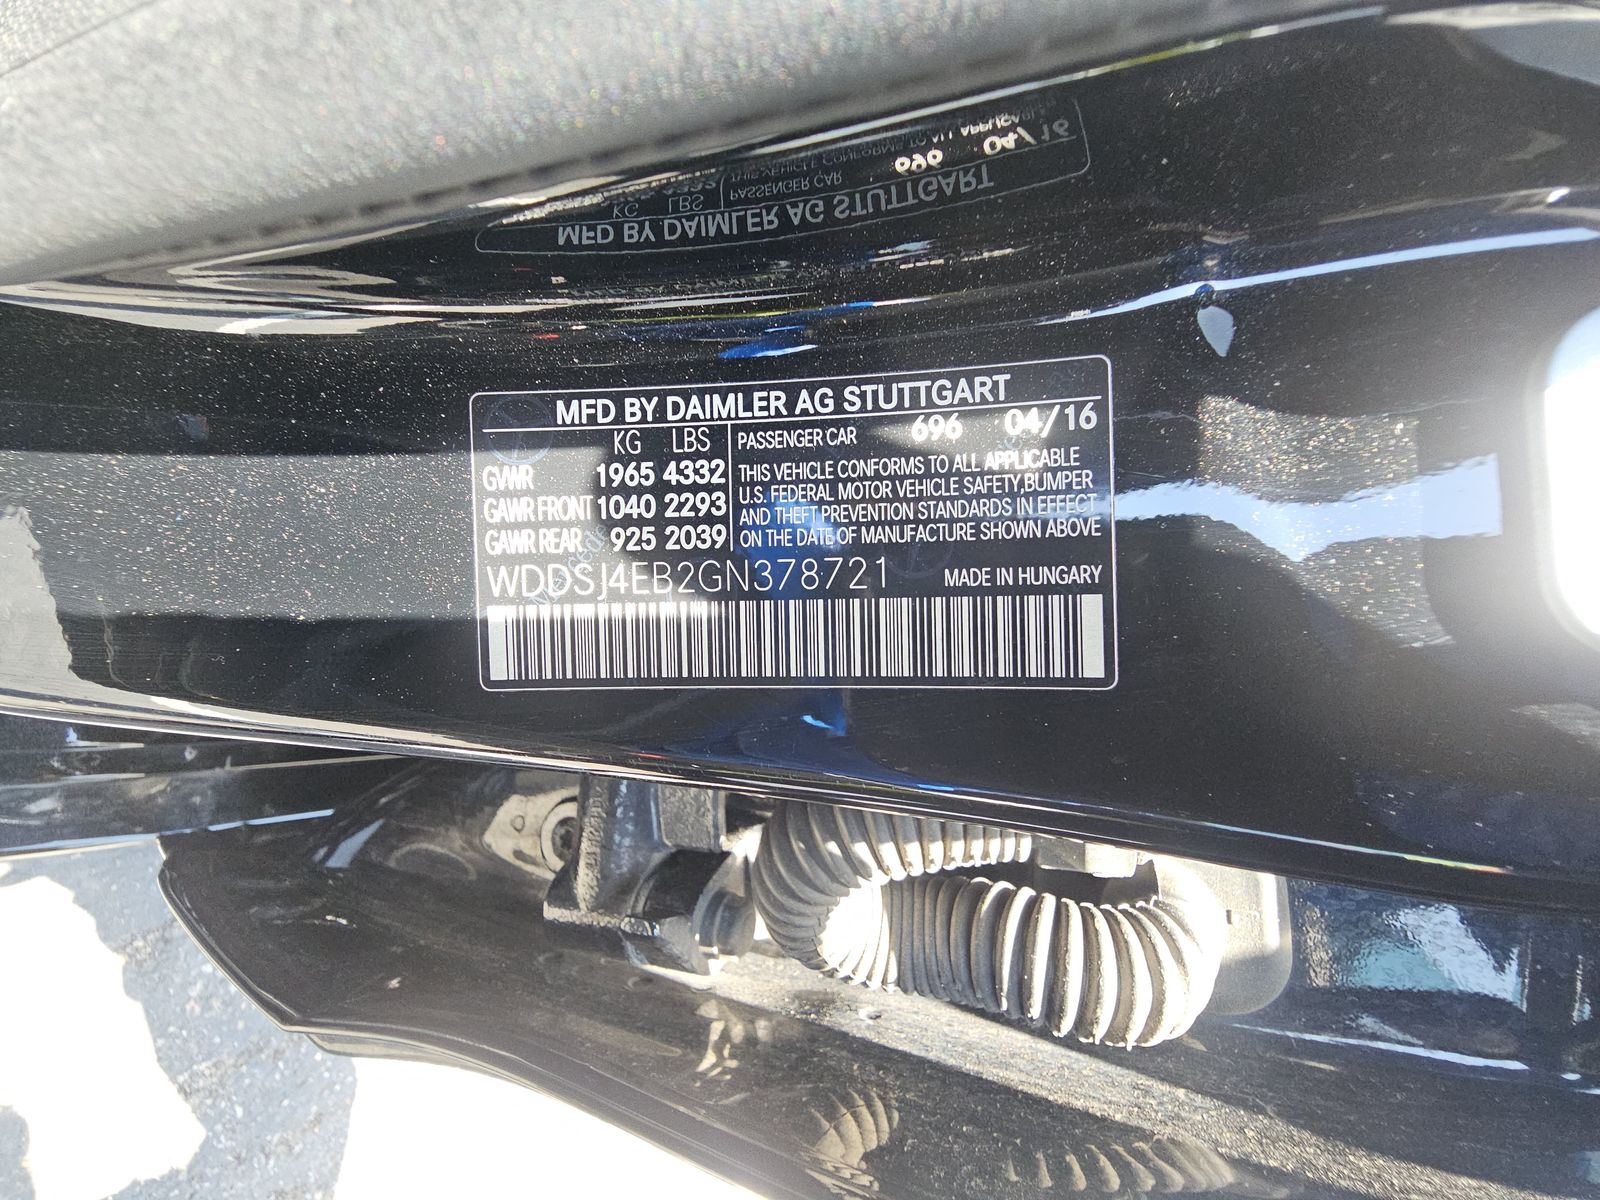 MFD BY DAIMLER AG STUTTGART
KG LBS PASSENGER CAR 696 04/16
GVWR 1965 4332
GAWR FRONT 1040 2293
GAWR REAR 925 2039
THIS VEHICLE CONFORMS TO ALL APPLICABLE
U.S. FEDERAL MOTOR VEHICLE SAFETY,BUMPER
AND THEFT PREVENTION STANDARDS IN EFFECT
ON THE DATE OF MANUFACTURE SHOWN ABOVE
WDDSJ4EB2GN378721 MADE IN HUNGARY